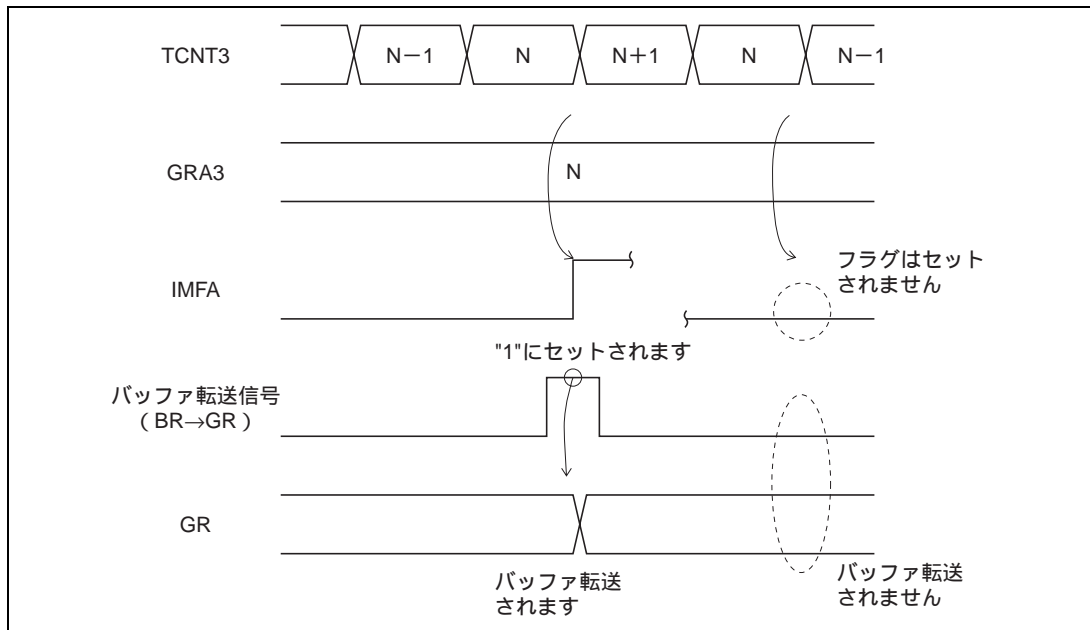 TCNT3
N－1
N
N＋1
N
N－1
GRA3
N
IMFA
フラグはセット
されません
"1"にセットされます
バッファ転送信号
（BR→GR）
GR
バッファ転送
されます
バッファ転送
されません